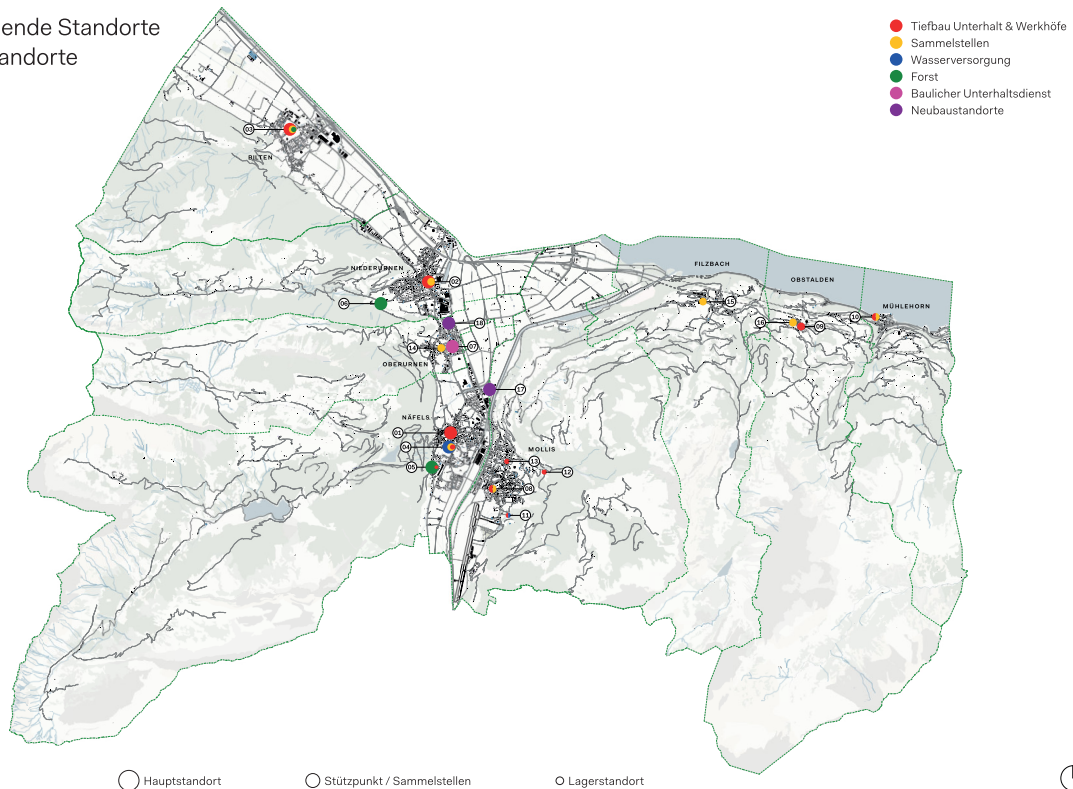 ende Standorte
andorte
Tiefbau Unterhalt & Werkhöfe
Sammelstellen
Wasserversorgung
Forst
Baulicher Unterhaltsdienst
Neubaustandorte
03
BILTEN
NIEDERURNEN
02
06
18
14
07
OBERURNEN
17
NÄFELS
01
04
05
MOLLIS
13
12
08
11
FILZBACH
OBSTALDEN
MÜHLEHORN
15
16
09
10
Hauptstandort
Stützpunkt / Sammelstellen
Lagerstandort